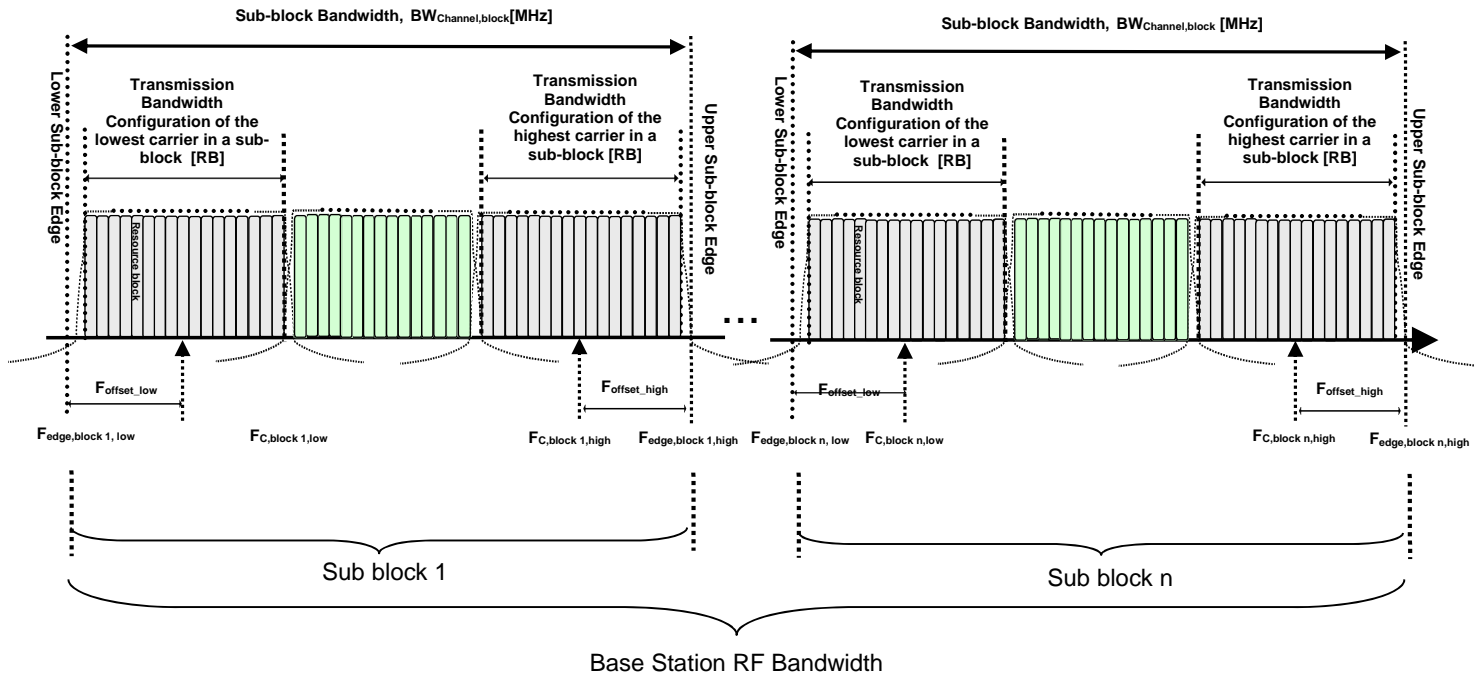 Sub-block Bandwidth, BWChannel,block[MHz]
Sub-block Bandwidth, BWChannel,block [MHz]
Lower Sub-block Edge
Transmission
Bandwidth
Configuration of the
lowest carrier in a sub-
block [RB]
Transmission
Bandwidth
Configuration of the
highest carrier in a
sub-block [RB]
Upper Sub-block Edge
Lower Sub-block Edge
Transmission
Bandwidth
Configuration of the
lowest carrier in a
sub-block [RB]
Transmission
Bandwidth
Configuration of the
highest carrier in a
sub-block [RB]
Upper Sub-block Edge
Resource block
...
Resource block
Foffset_low
Foffset_high
Foffset_low
Foffset_high
Fedge,block 1, low
FC,block 1,low
FC,block 1,high
Fedge,block 1,high
Fedge,block n, low
FC,block n,low
FC,block n,high
Fedge,block n,high
Sub block 1
Sub block n
Base Station RF Bandwidth